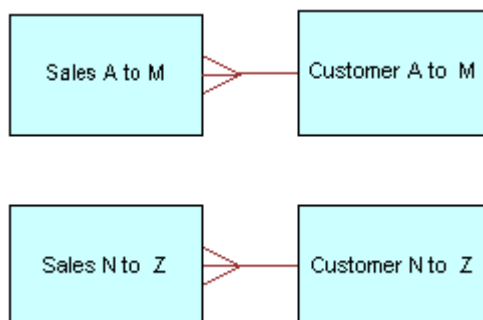 Sales A to M
Customer A to M
Sales N to Z
Customer N to Z